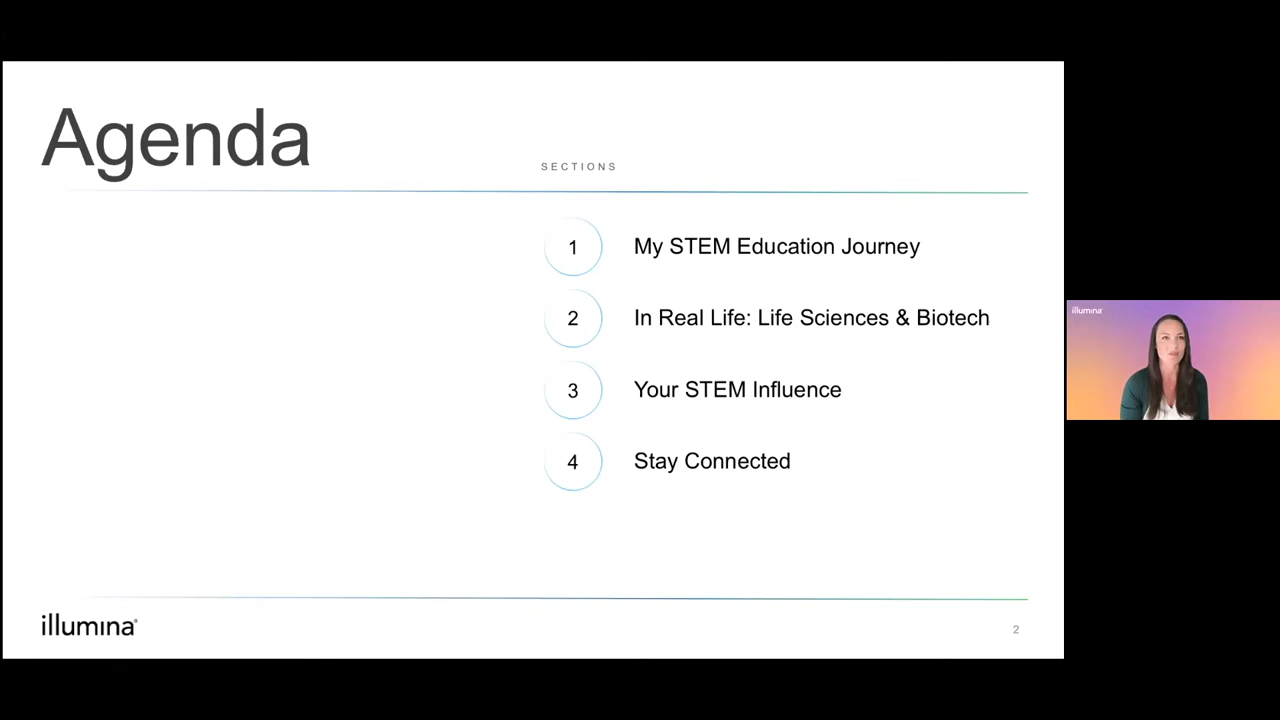 Agenda
SECTIONS
1 My STEM Education Journey
2 In Real Life: Life Sciences & Biotech
3 Your STEM Influence
4 Stay Connected
illumina®
2
illumina®